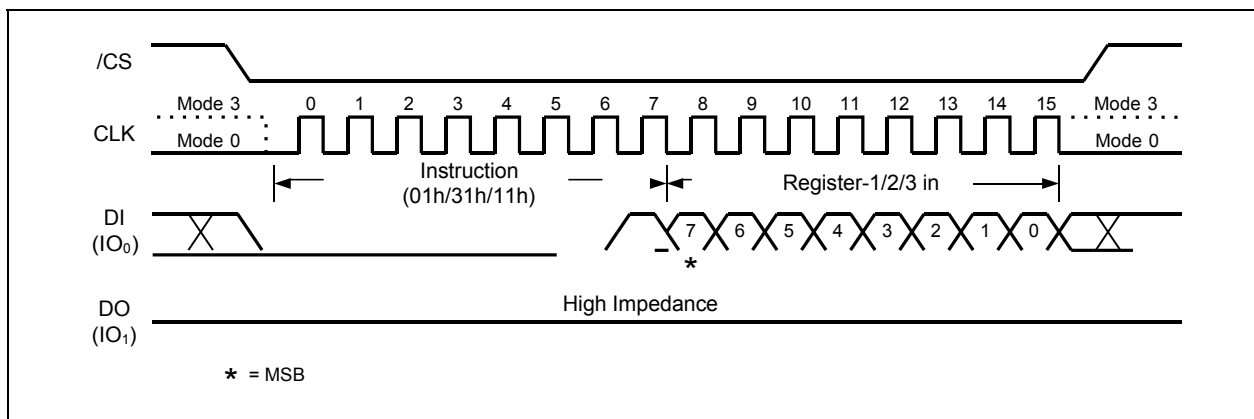 /CS
Mode 3 0 1 2 3 4 5 6 7 8 9 10 11 12 13 14 15 Mode 3
CLK
Mode 0 Mode 0
Instruction
(01h/31h/11h)
Register-1/2/3 in
DI
(IO₀)
7 6 5 4 3 2 1 0
*
High Impedance
DO
(IO₁)
* = MSB